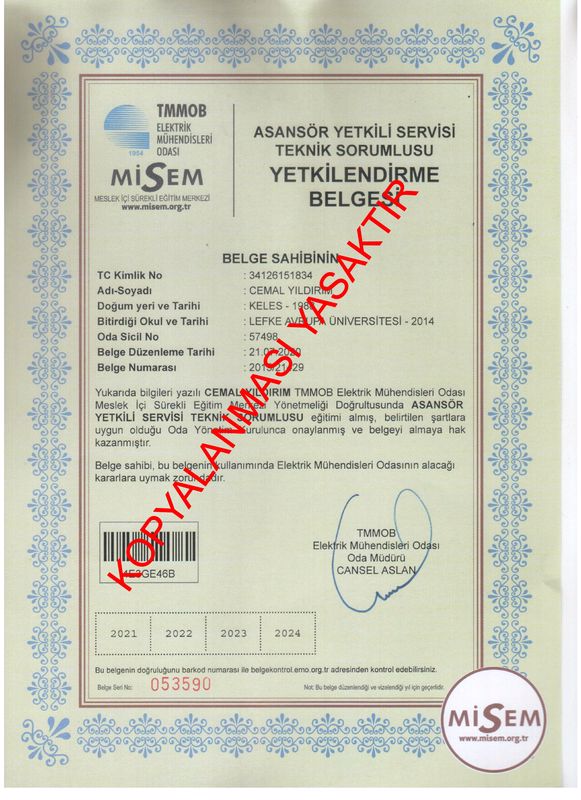 TMMOB
ELEKTRİK
MÜHENDİSLERİ
ODASI
1954
MİSEM
MESLEK İÇİ SÜREKLİ EĞİTİM MERKEZİ
www.misem.org.tr
ASANSÖR YETKİLİ SERVİSİ
TEKNİK SORUMLUSU
YETKİLENDİRME
BELGESİ
BELGE SAHİBİNİN
TC Kimlik No : 34126151834
Adı-Soyadı : CEMAL YILDIRIM
Doğum yeri ve Tarihi : KELES -
Bitirdiği Okul ve Tarihi : LEFKE AVRUPA ÜNİVERSİTESİ - 2014
Oda Sicil No : 57498
Belge Düzenleme Tarihi : 21.07.2020
Belge Numarası :
Yukarıda bilgileri yazılı CEMAL YILDIRIM TMMOB Elektrik Mühendisleri Odası
Meslek İçi Sürekli Eğitim Merkezi Yönetmeliği Doğrultusunda ASANSÖR
YETKİLİ SERVİSİ TEKNİK SORUMLUSU eğitimi almış, belirtilen şartlara
uygun olduğu Oda Yönetim Kurulunca onaylanmış ve belgeyi almaya hak
kazanmıştır.
Belge sahibi, bu belgenin kullanımında Elektrik Mühendisleri Odasının alacağı
kararlara uymak zorundadır.
KOPYALANMASI YASAKTIR
TMMOB
Elektrik Mühendisleri Odası
Oda Müdürü
CANSEL ASLAN
2021 2022 2023 2024
Bu belgenin doğruluğunu barkod numarası ile belgekontrol.emo.org.tr adresinden kontrol edebilirsiniz.
Belge Seri No: 053590
Not: Bu belge düzenlendiği ve vizelendiği yıl için geçerlidir.
MİSEM
www.misem.org.tr